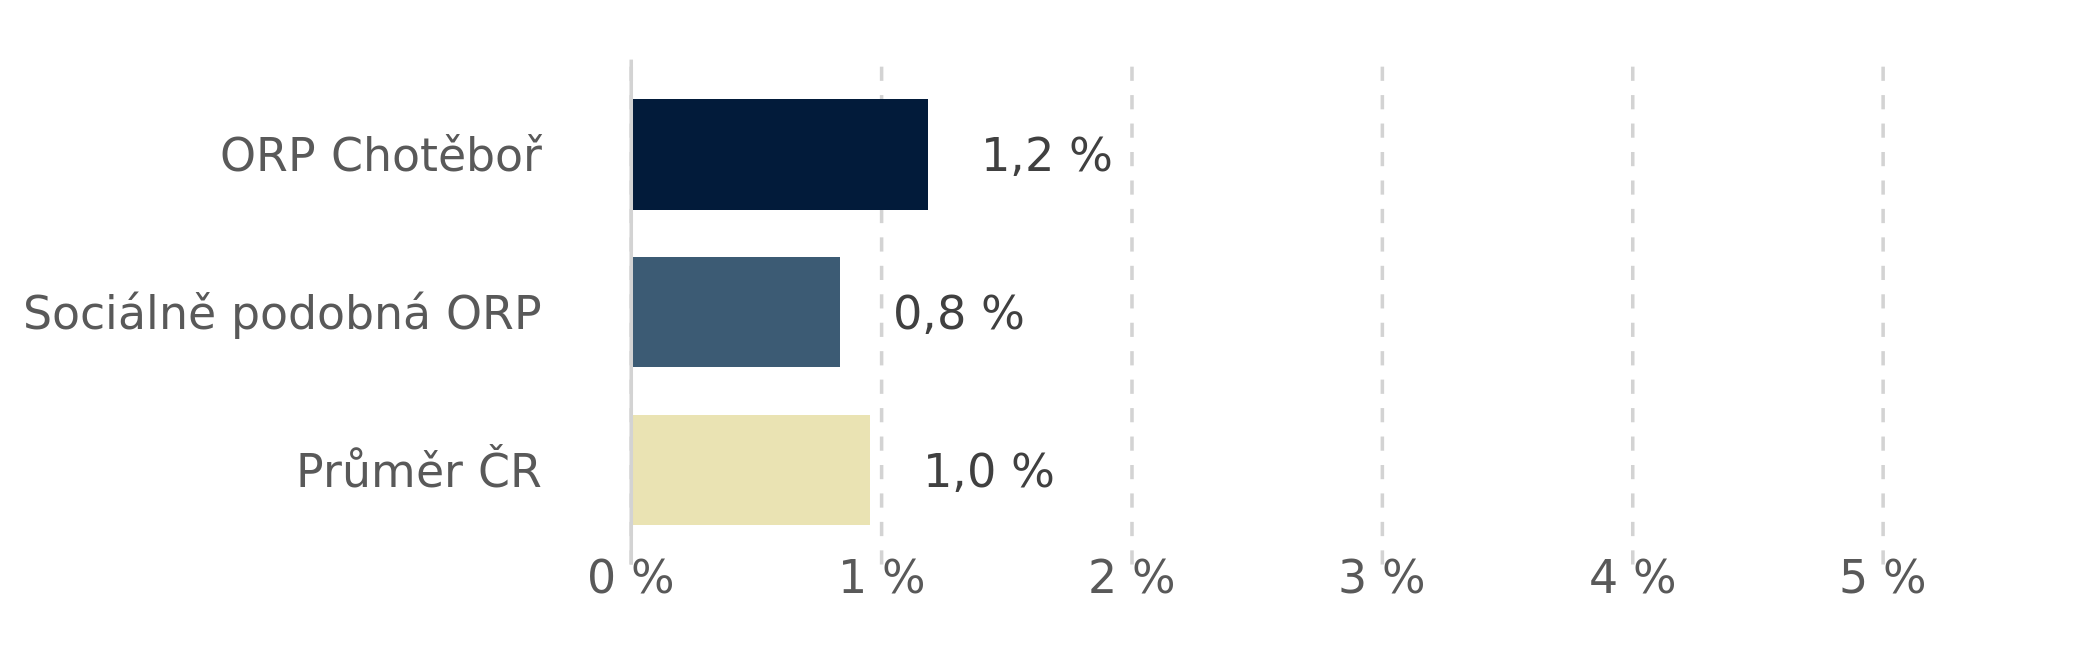 ORP Chotěboř
1,2 %
Sociálně podobná ORP
0,8 %
Průměr ČR
1,0 %
0 % 1 % 2 % 3 % 4 % 5 %